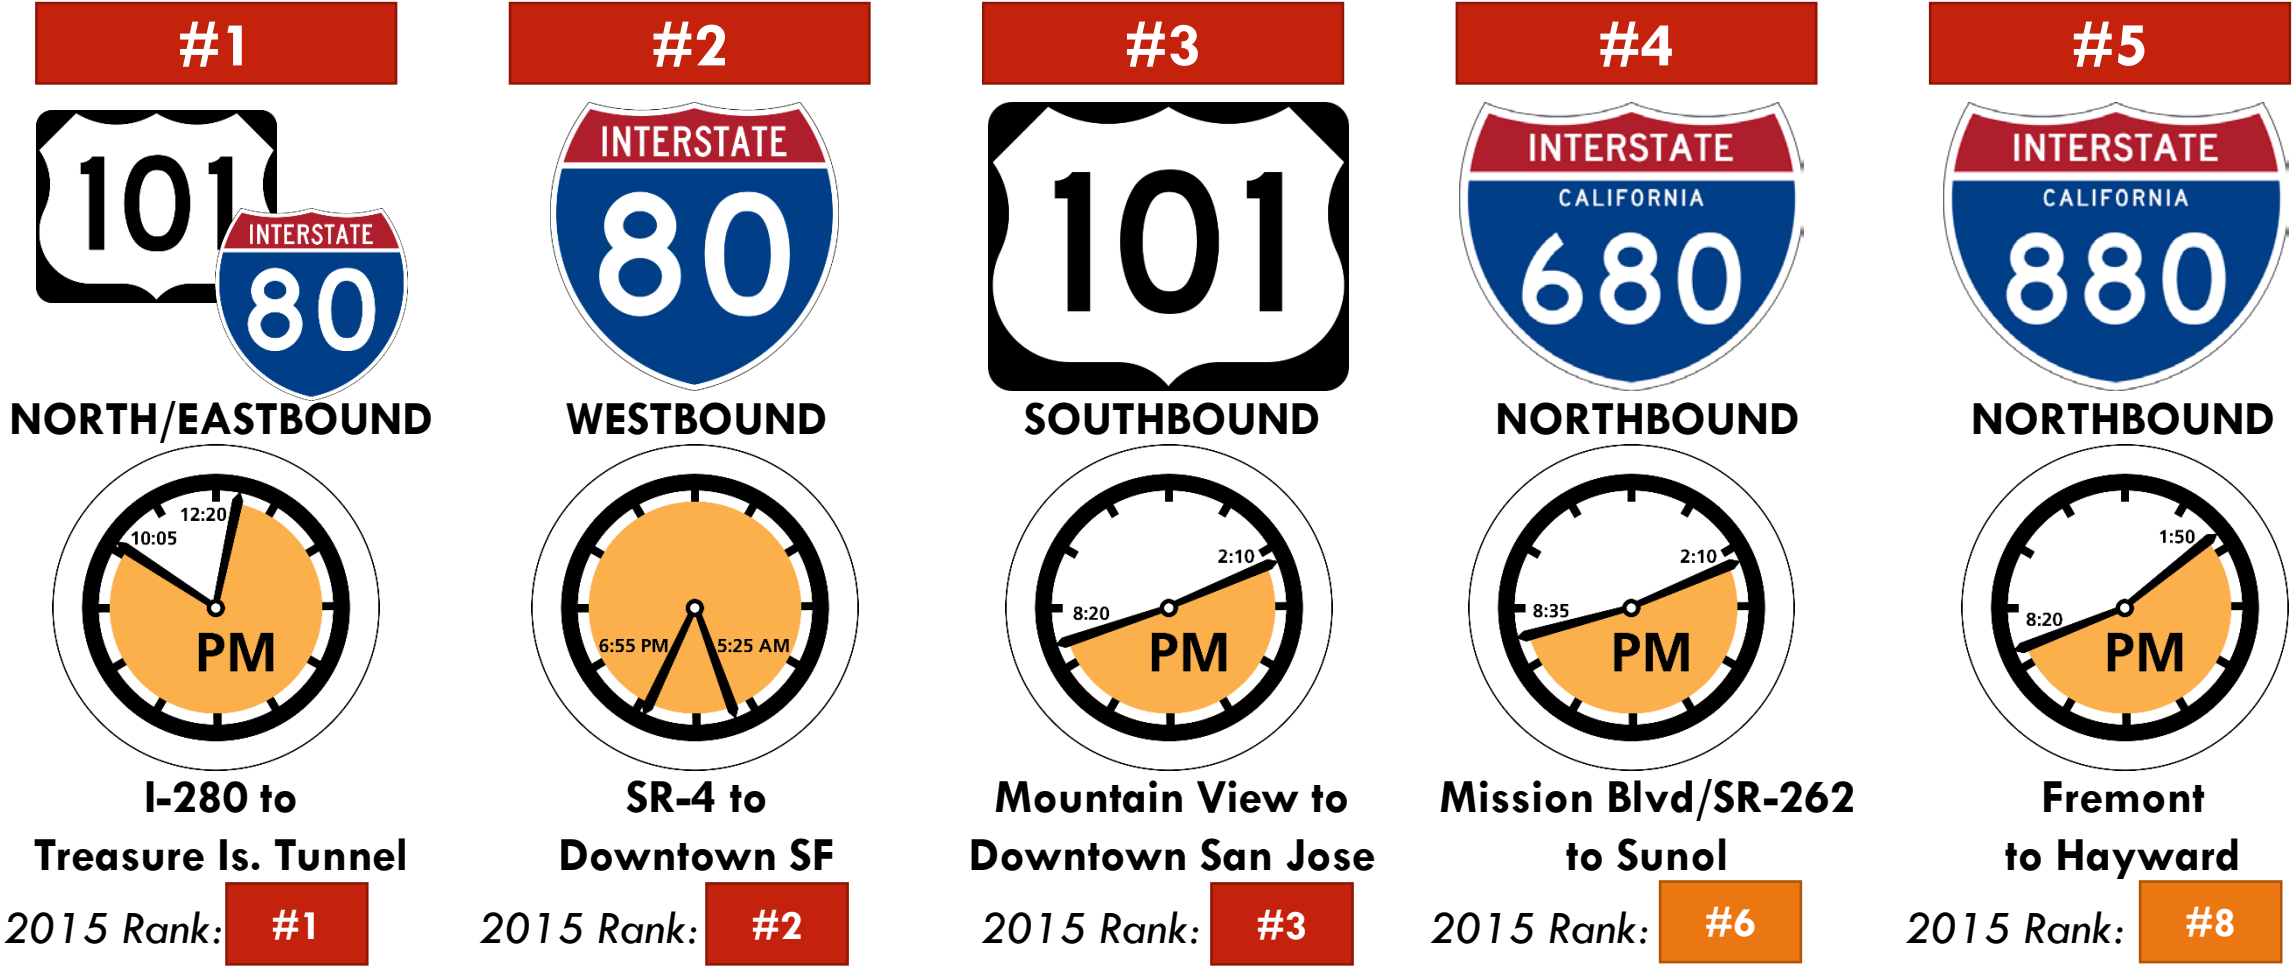 #1
101
INTERSTATE
80
NORTH/EASTBOUND
12:20
10:05
PM
I-280 to
Treasure Is. Tunnel
2015 Rank: #1
#2
INTERSTATE
80
WESTBOUND
6:55 PM
5:25 AM
SR-4 to
Downtown SF
2015 Rank: #2
#3
101
SOUTHBOUND
2:10
8:20
PM
Mountain View to
Downtown San Jose
2015 Rank: #3
#4
INTERSTATE
CALIFORNIA
680
NORTHBOUND
2:10
8:35
PM
Mission Blvd/SR-262
to Sunol
2015 Rank: #6
#5
INTERSTATE
CALIFORNIA
880
NORTHBOUND
1:50
8:20
PM
Fremont
to Hayward
2015 Rank: #8